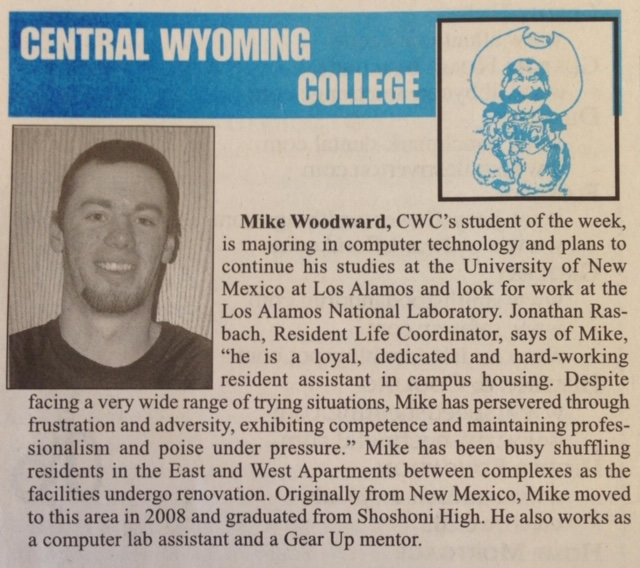 CENTRAL WYOMING
COLLEGE
CWC
Mike Woodward, CWC's student of the week,
is majoring in computer technology and plans to
continue his studies at the University of New
Mexico at Los Alamos and look for work at the
Los Alamos National Laboratory. Jonathan Ras-
bach, Resident Life Coordinator, says of Mike,
“he is a loyal, dedicated and hard-working
resident assistant in campus housing. Despite
facing a very wide range of trying situations, Mike has persevered through
frustration and adversity, exhibiting competence and maintaining profes-
sionalism and poise under pressure.” Mike has been busy shuffling
residents in the East and West Apartments between complexes as the
facilities undergo renovation. Originally from New Mexico, Mike moved
to this area in 2008 and graduated from Shoshoni High. He also works as
a computer lab assistant and a Gear Up mentor.